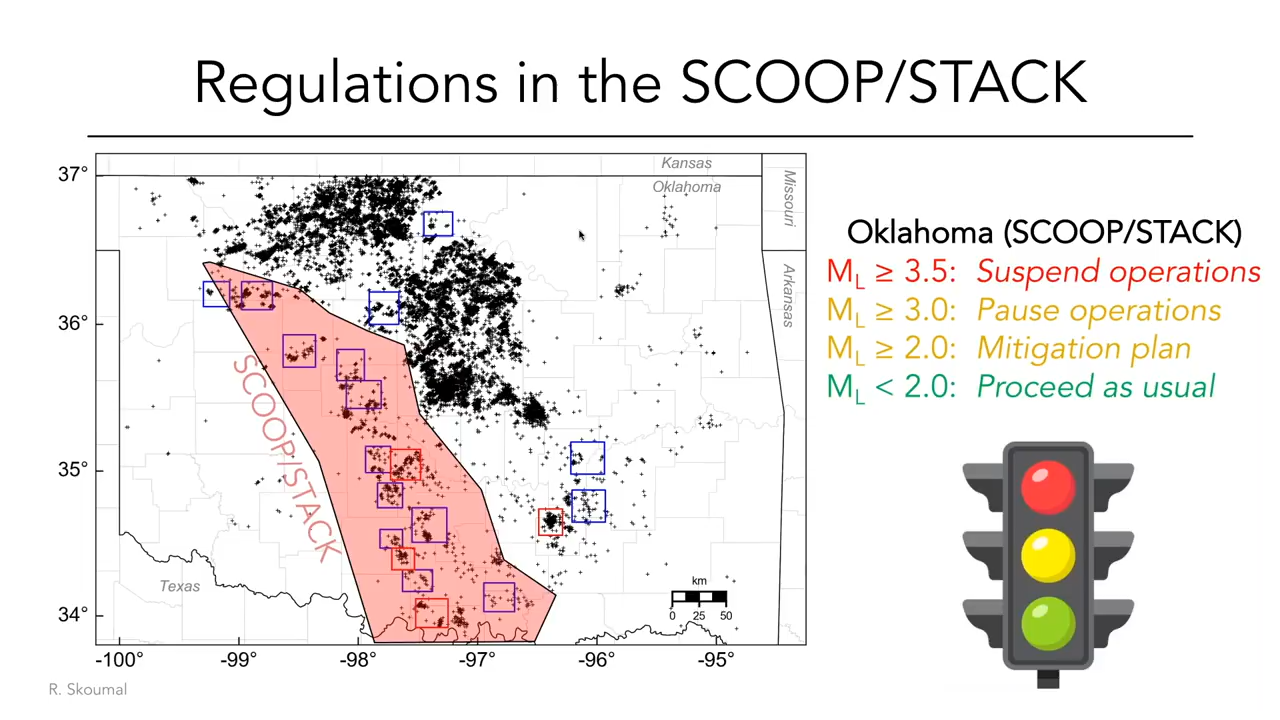 Regulations in the SCOOP/STACK
37°
36°
35°
34°
-100°
-99°
-98°
-97°
-96°
-95°
Kansas
Oklahoma
Missouri
Arkansas
Texas
SCOOP/STACK
km
0 25 50
Oklahoma (SCOOP/STACK)
ML ≥ 3.5: Suspend operations
ML ≥ 3.0: Pause operations
ML ≥ 2.0: Mitigation plan
ML < 2.0: Proceed as usual
R. Skoumal